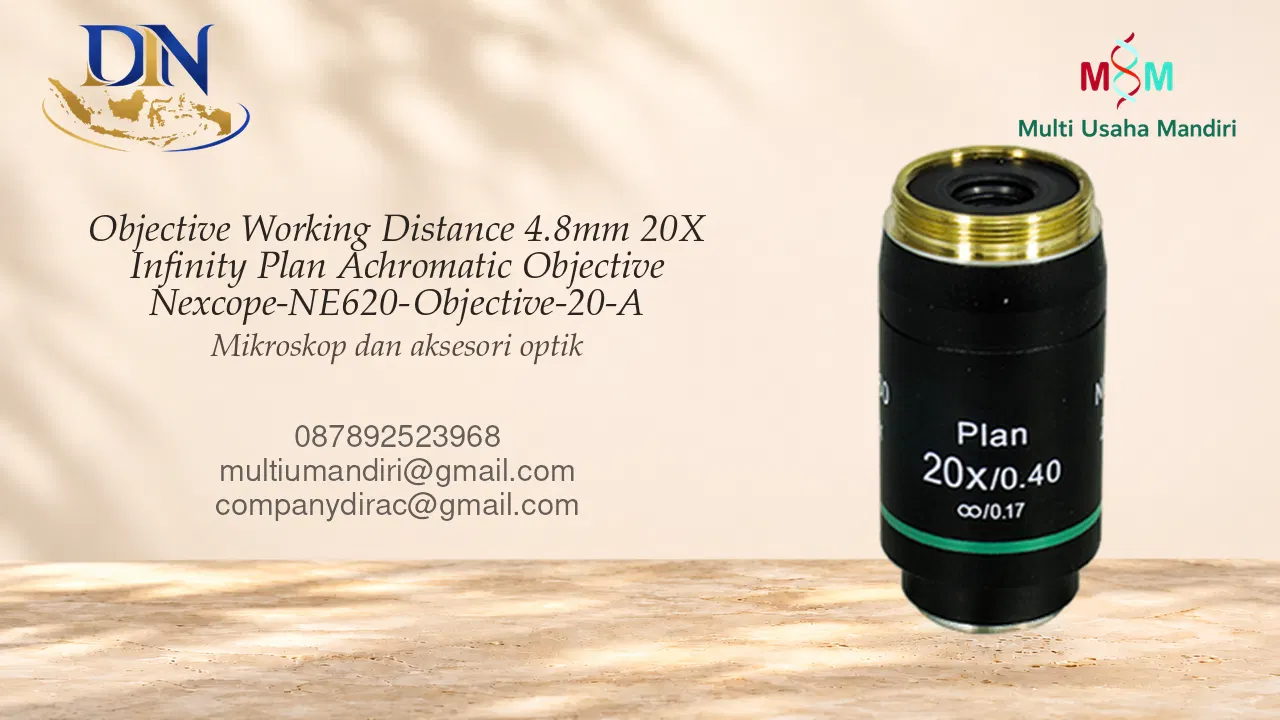 DN
MSM
Multi Usaha Mandiri
Objective Working Distance 4.8mm 20X
Infinity Plan Achromatic Objective
Nexcope-NE620-Objective-20-A
Mikroskop dan aksesori optik
087892523968
multiumandiri@gmail.com
companydirac@gmail.com
Plan
20x/0.40
∞/0.17